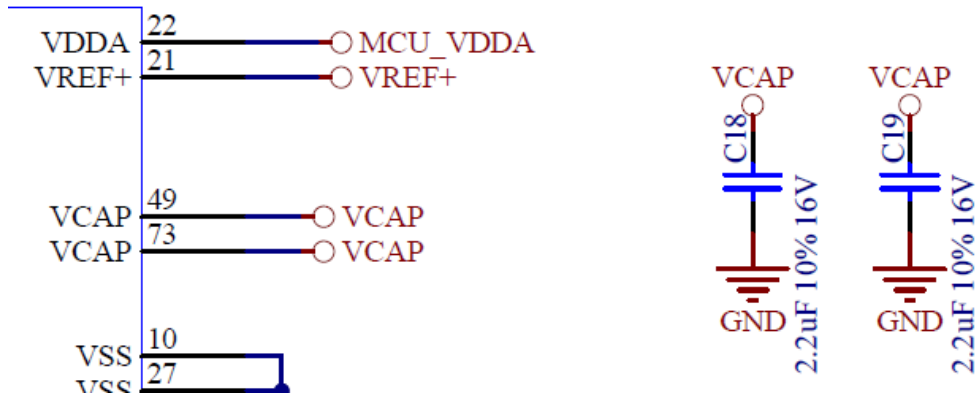 VDDA 22 MCU_VDDA
VREF+ 21 VREF+
VCAP 49 VCAP
VCAP 73 VCAP
VSS 10
VSS 27
VCAP
C18
2.2uF 10% 16V
GND
VCAP
C19
2.2uF 10% 16V
GND